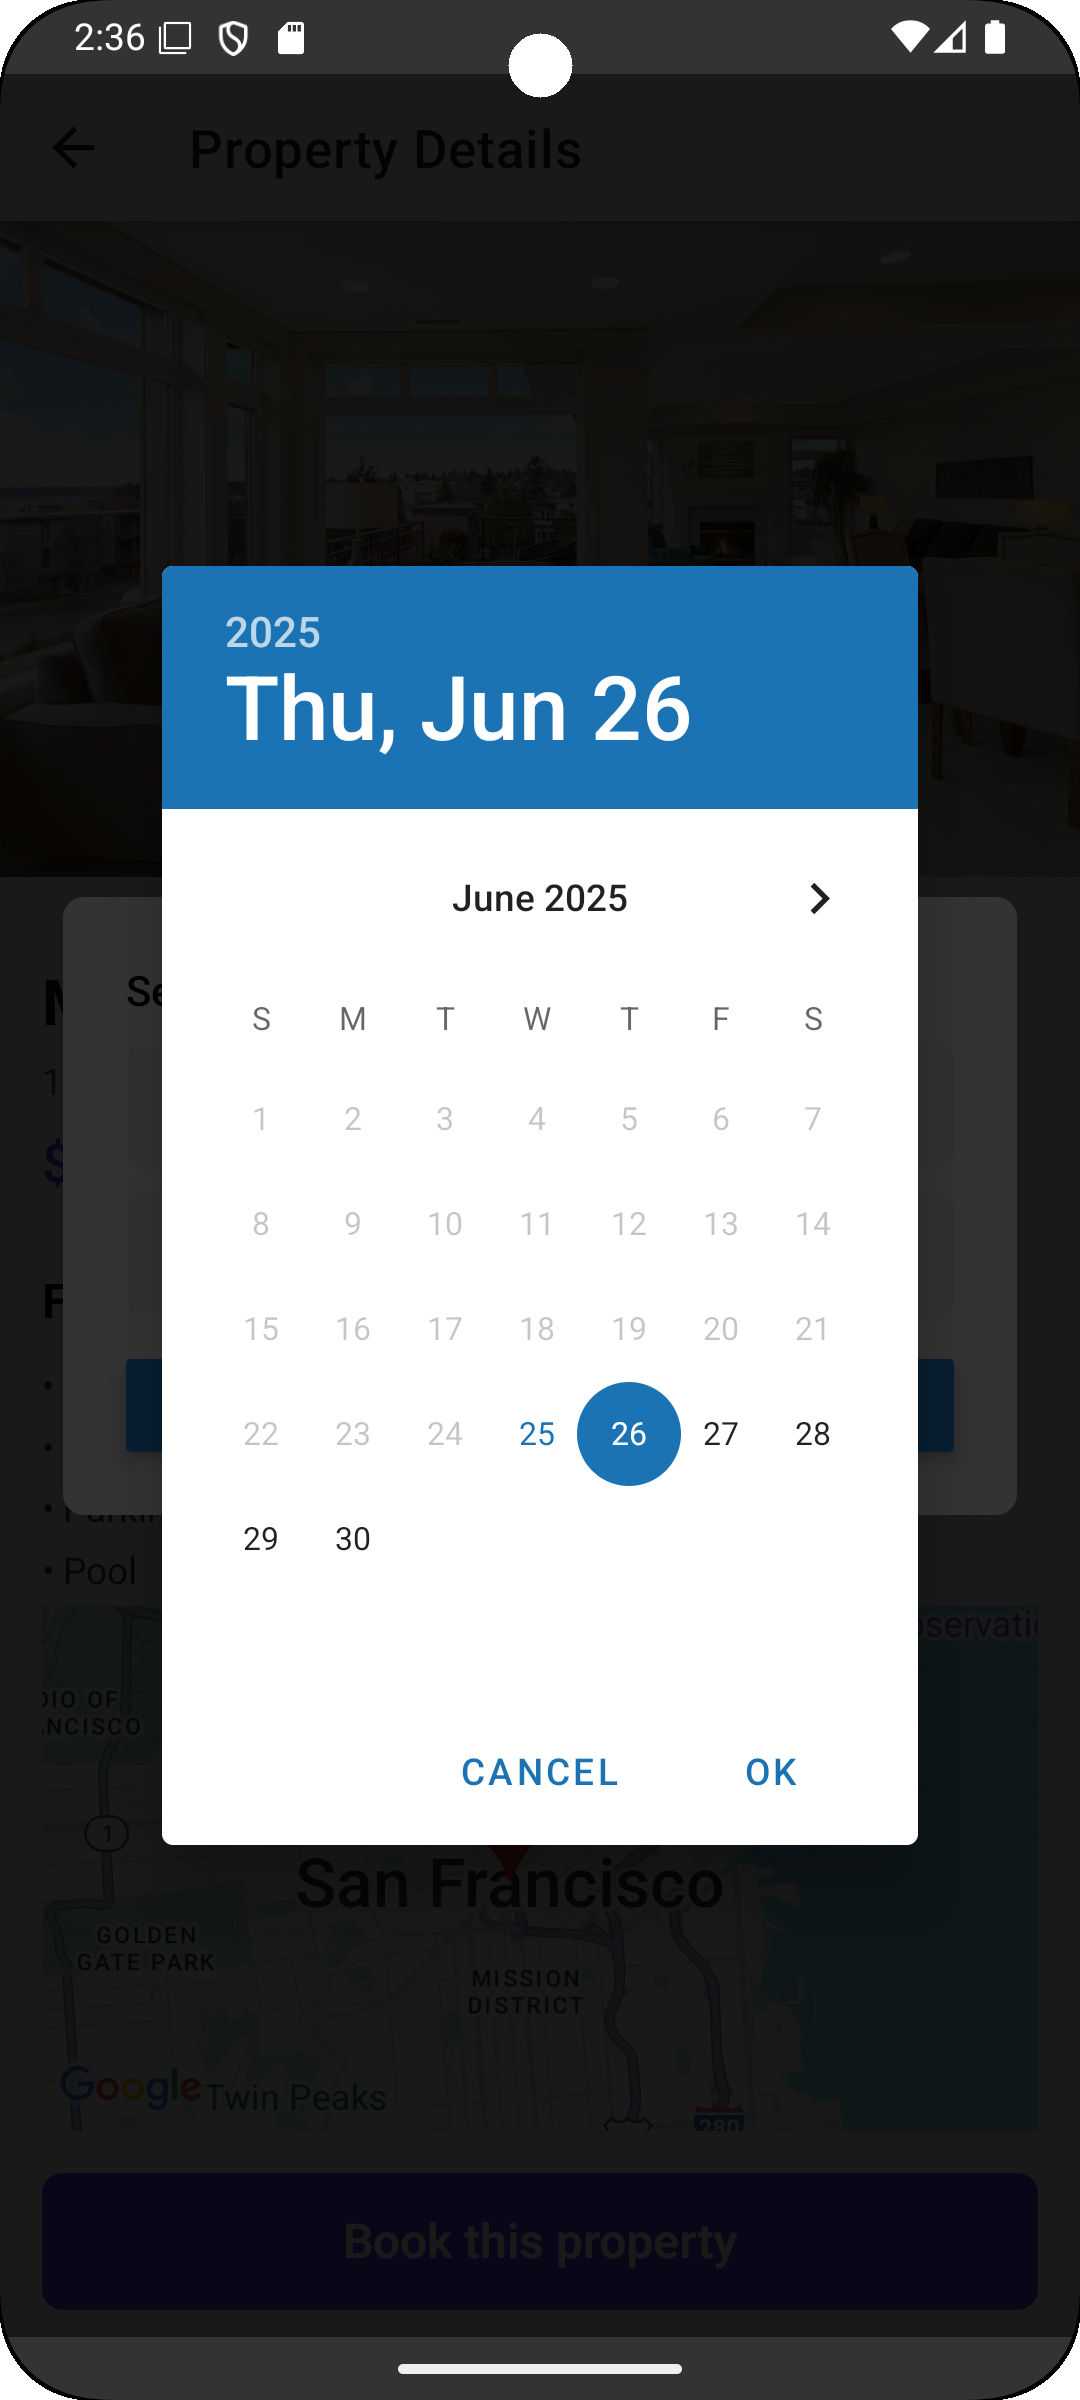 2:36
Property Details
2025
Thu, Jun 26
June 2025
S M T W T F S
1 2 3 4 5 6 7
8 9 10 11 12 13 14
15 16 17 18 19 20 21
22 23 24 25 26 27 28
29 30
CANCEL OK
$
• Pool
1
San Francisco
GOLDEN
GATE PARK
MISSION
DISTRICT
Google
Twin Peaks
280
Book this property